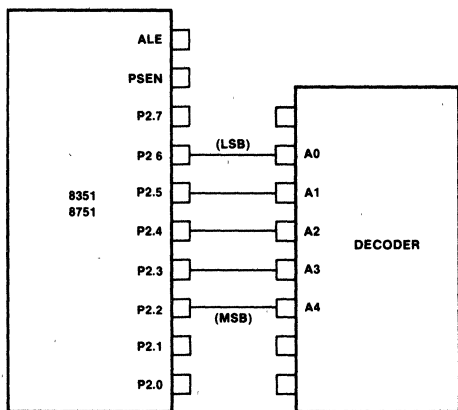 ALE
PSEN
P2.7
P2 6
(LSB)
A0
8351
8751
P2.5
A1
P2.4
A2
DECODER
P2.3
A3
P2.2
(MSB)
A4
P2.1
P2.0